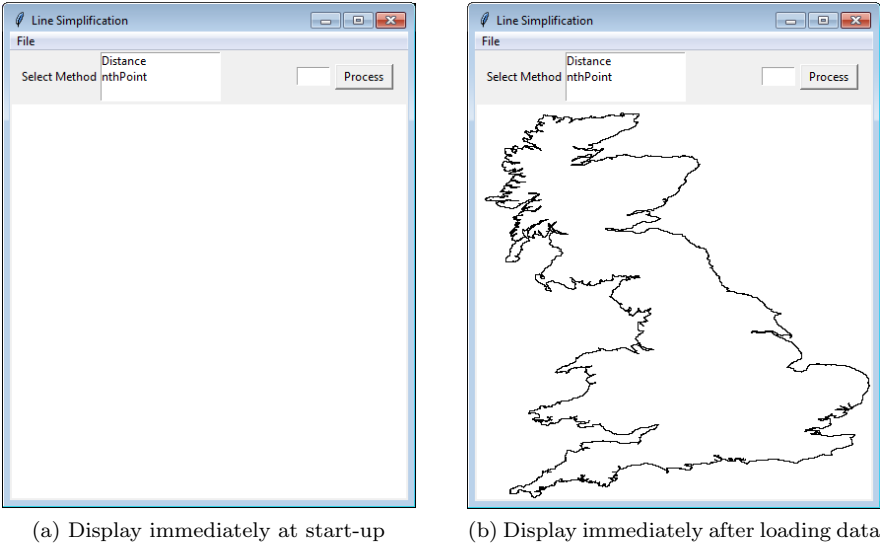 Line Simplification
File
Distance
Select Method nthPoint Process
(a) Display immediately at start-up
Line Simplification
File
Distance
Select Method nthPoint Process
(b) Display immediately after loading data